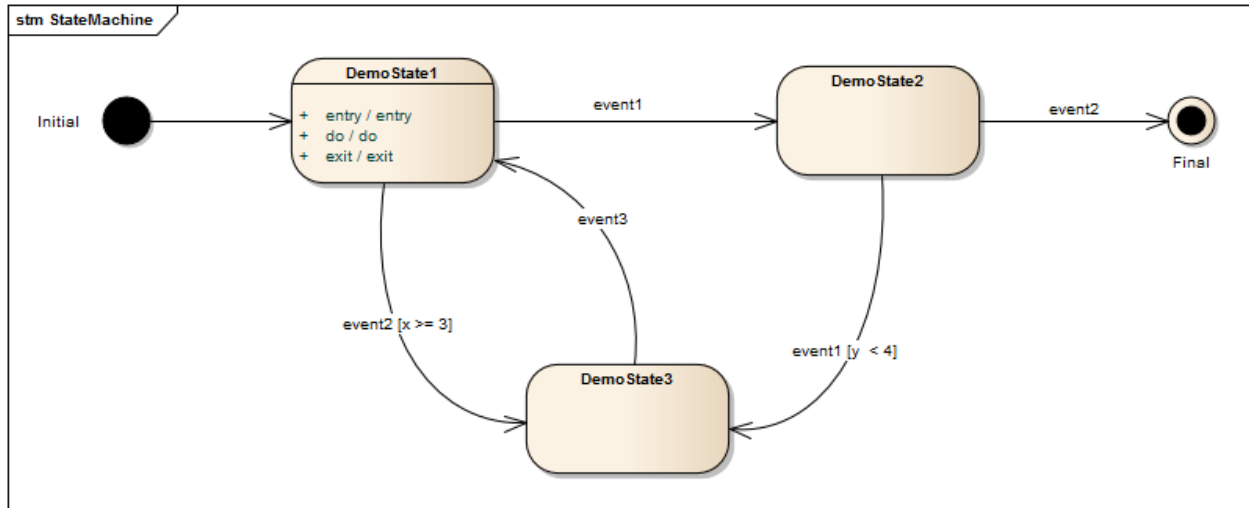 stm StateMachine
Initial
DemoState1
+ entry / entry
+ do / do
+ exit / exit
event1
DemoState2
event2
Final
event3
event2 [x >= 3]
event1 [y < 4]
DemoState3